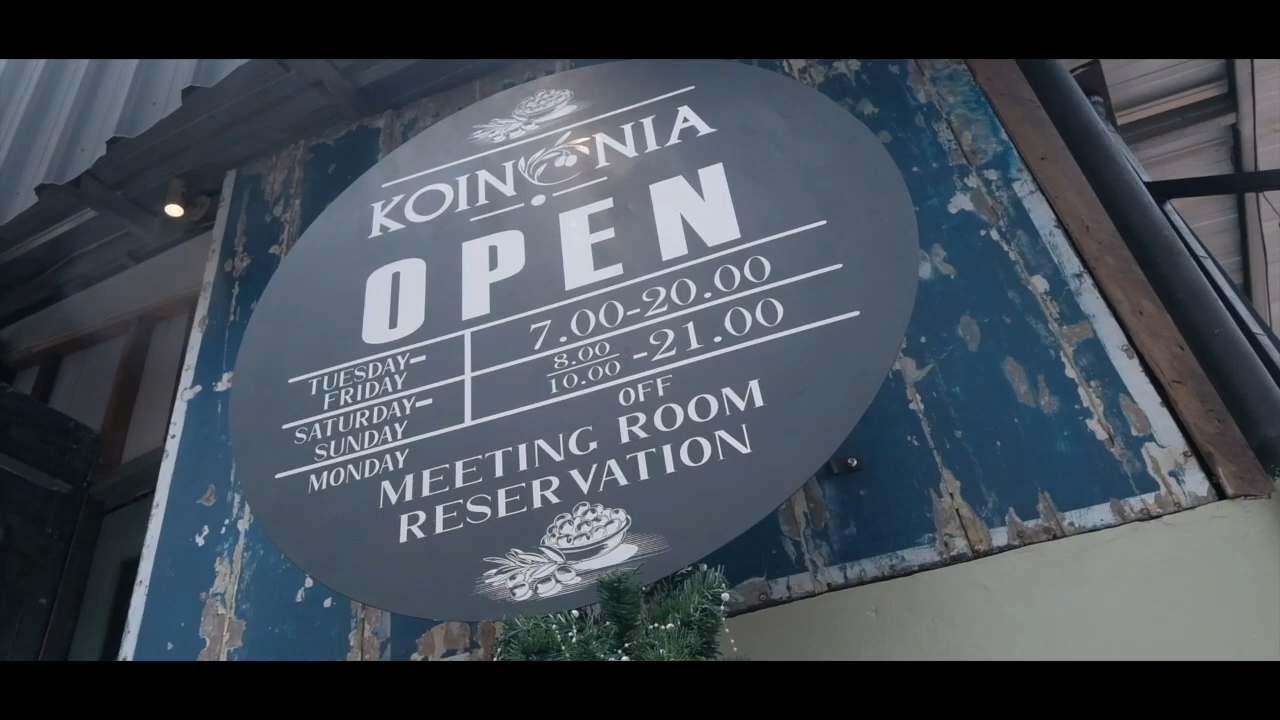 KOINONIA
OPEN
TUESDAY-
FRIDAY
7.00-20.00
SATURDAY-
SUNDAY
8.00
10.00
-21.00
MONDAY
OFF
MEETING ROOM
RESERVATION